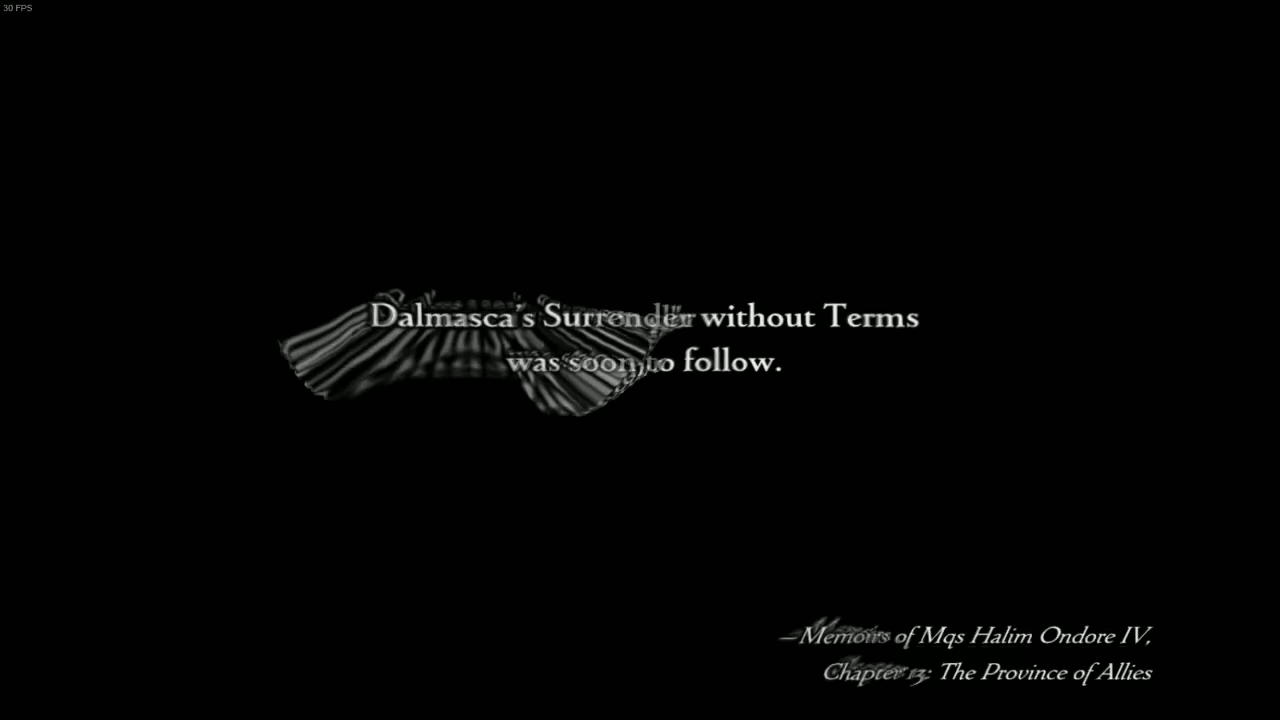 30 FPS
Dalmasca's Surrender without Terms
was soon to follow.
—Memoirs of Mqs Halim Ondore IV,
Chapter 13: The Province of Allies